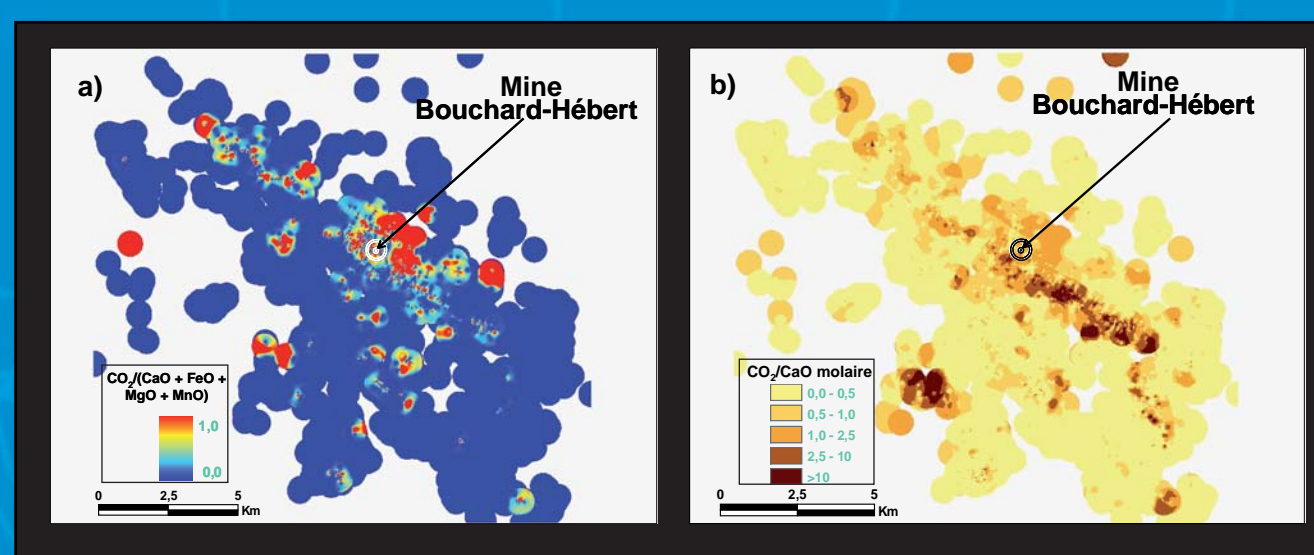 a)
Mine
Bouchard-Hébert
CO₂/(CaO + FeO +
MgO + MnO)
1,0
0,0
0 2,5 5
Km
b)
Mine
Bouchard-Hébert
CO₂/CaO molaire
0,0 - 0,5
0,5 - 1,0
1,0 - 2,5
2,5 - 10
>10
0 2,5 5
Km